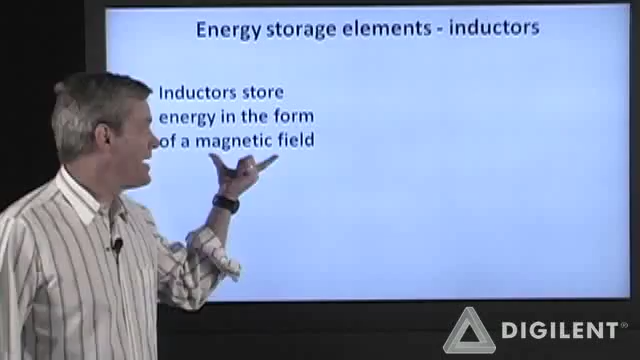 Energy storage elements - inductors
Inductors store
energy in the form
of a magnetic field
DIGILENT®